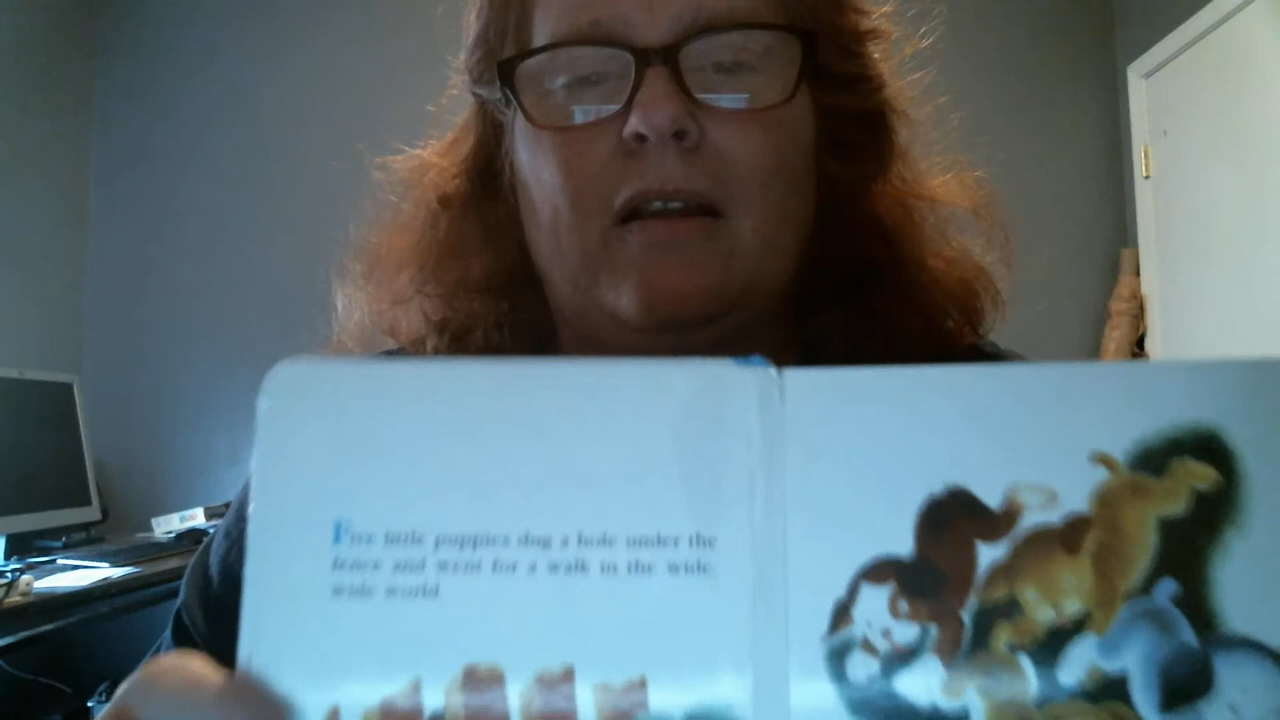 Five little puppies dug a hole under the
fence and went for a walk in the wide,
wide world.